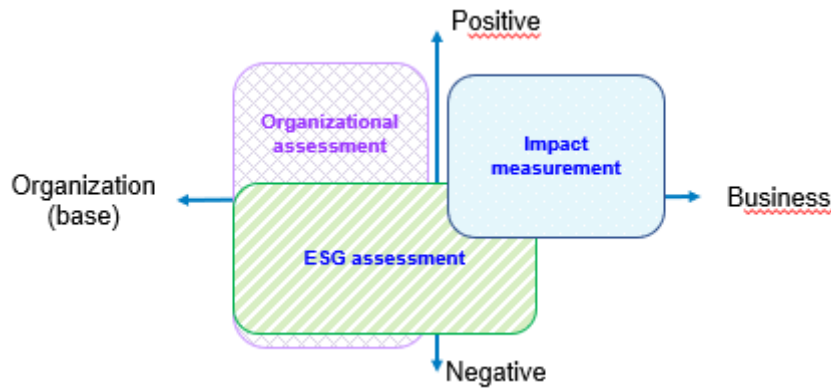 Positive
Organizational
assessment
Impact
measurement
Organization
(base)
Business
ESG assessment
Negative